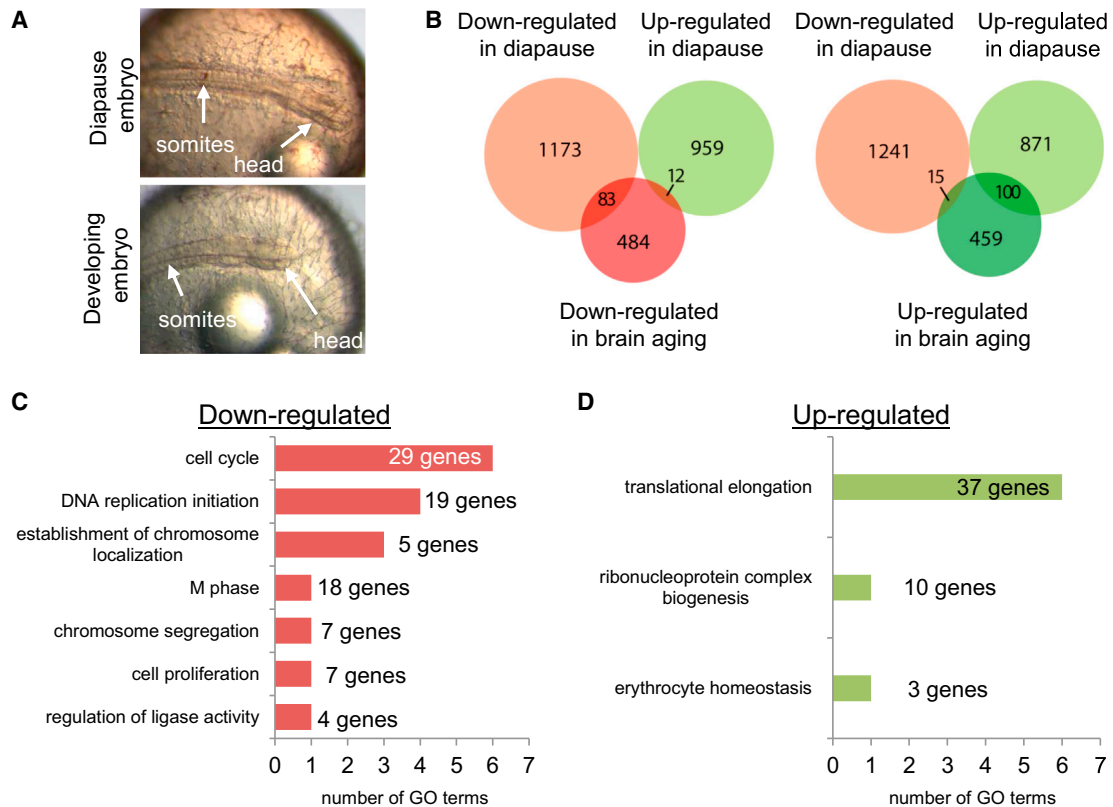 A
Diapause
embryo
somites
head
Developing
embryo
somites
head
B
Down-regulated
in diapause
Up-regulated
in diapause
1173
959
12
83
484
Down-regulated
in brain aging
Down-regulated
in diapause
Up-regulated
in diapause
1241
871
15
100
459
Up-regulated
in brain aging
C
Down-regulated
cell cycle
29 genes
DNA replication initiation
19 genes
establishment of chromosome
localization
5 genes
M phase
18 genes
chromosome segregation
7 genes
cell proliferation
7 genes
regulation of ligase activity
4 genes
0 1 2 3 4 5 6 7
number of GO terms
D
Up-regulated
translational elongation
37 genes
ribonucleoprotein complex
biogenesis
10 genes
erythrocyte homeostasis
3 genes
0 1 2 3 4 5 6 7
number of GO terms